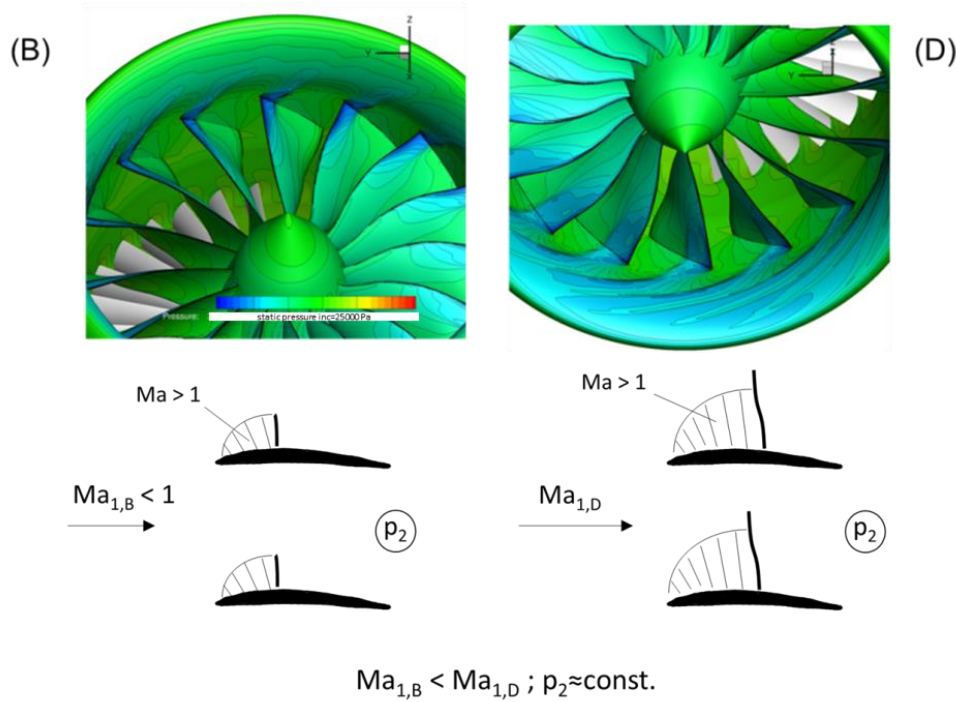 (B)
(D)
Z
Y
X
Z
Y
Pressure:
static pressure inc=25000 Pa
Ma > 1
Ma > 1
Ma1,B < 1
Ma1,D
p2
p2
Ma1,B < Ma1,D ; p2≈const.